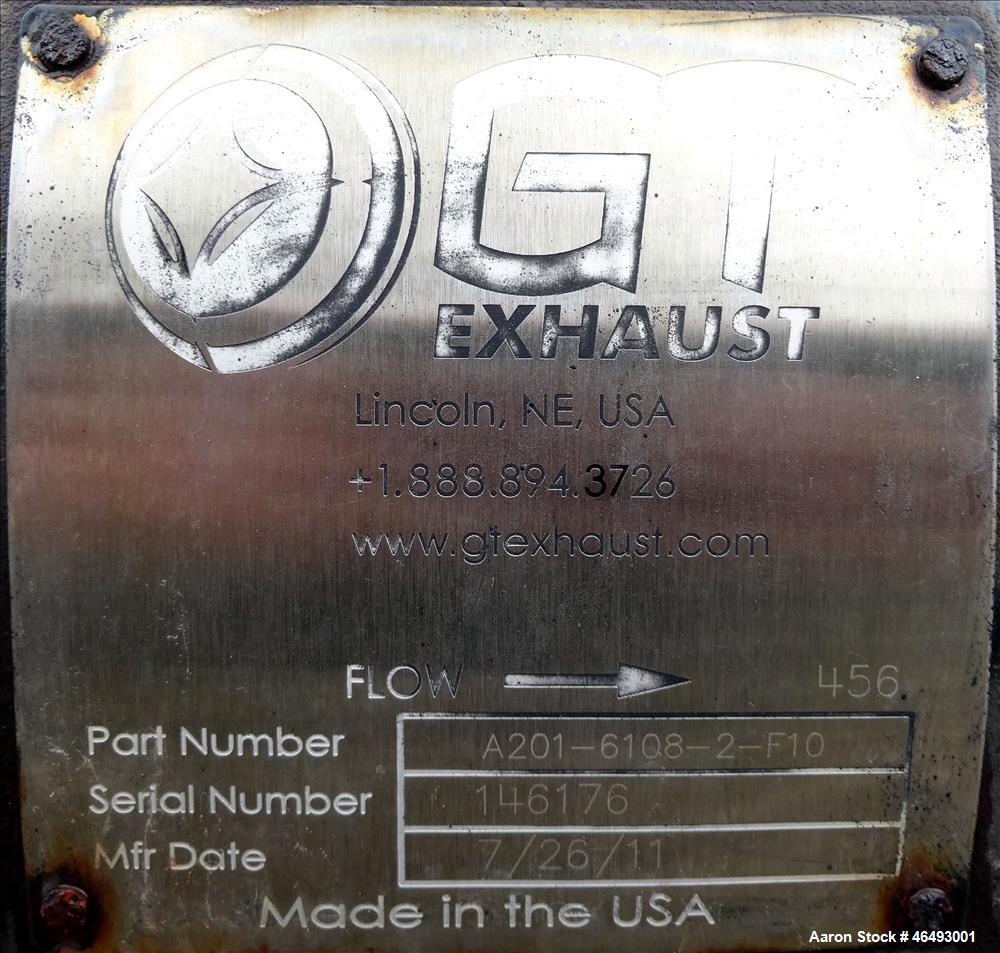 GT
EXHAUST
Lincoln, NE, USA
+1.888.894.3726
www.gtexhaust.com
FLOW 456
Part Number A201-6108-2-F10
Serial Number 146176
Mfr Date 7/26/11
Made in the USA
Aaron Stock # 46493001